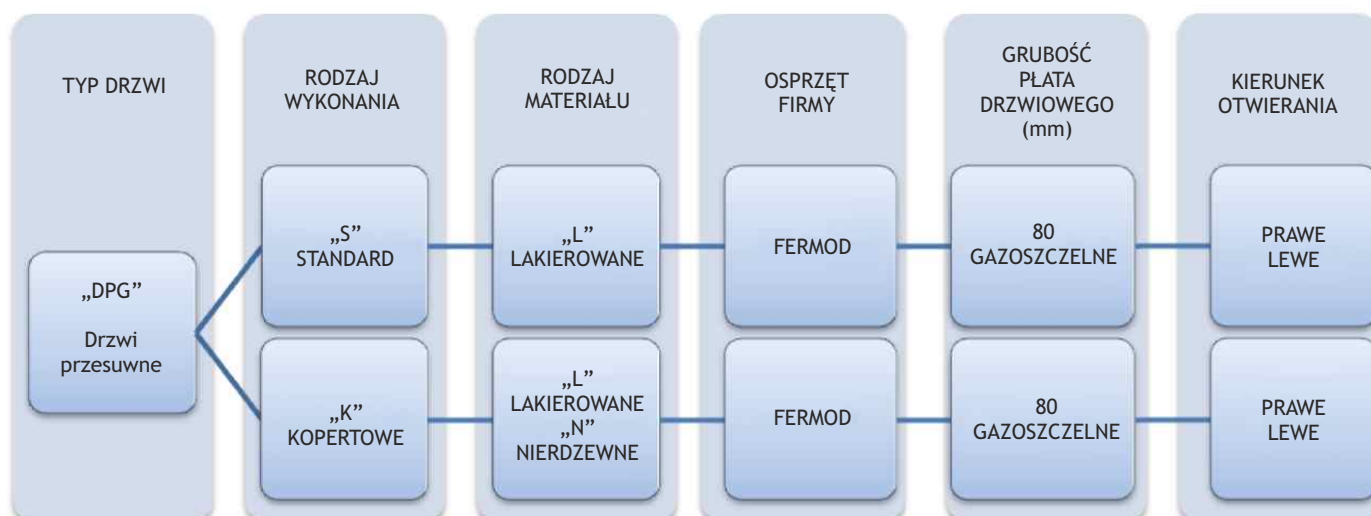 TYP DRZWI
RODZAJ
WYKONANIA
RODZAJ
MATERIAŁU
OSPRZĘT
FIRMY
GRUBOŚĆ
PŁATA
DRZWIOWEGO
(mm)
KIERUNEK
OTWIERANIA
„DPG”
Drzwi
przesuwne
„S”
STANDARD
„L”
LAKIEROWANE
FERMOD
80
GAZOSZCZELNE
PRAWE
LEWE
„K”
KOPERTOWE
„L”
LAKIEROWANE
„N”
NIERDZEWNE
FERMOD
80
GAZOSZCZELNE
PRAWE
LEWE